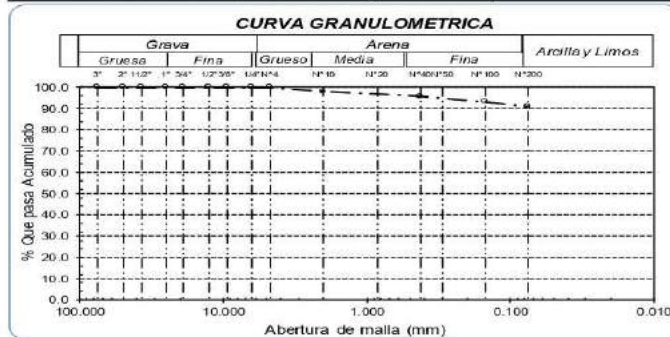 CURVA GRANULOMETRICA
Grava Arena Arcilla y Limos
Gruesa Fina Grueso Media Fina
3" 2" 11/2" 1" 3/4" 1/2" 3/8" 1/4" N°4 N°10 N°20 N°40 N°50 N°100 N°200
100.0
90.0
80.0
70.0
60.0
50.0
40.0
30.0
20.0
10.0
0.0
% Que pasa Acumulado
100.000 10.000 1.000 0.100 0.010
Abertura de malla (mm)